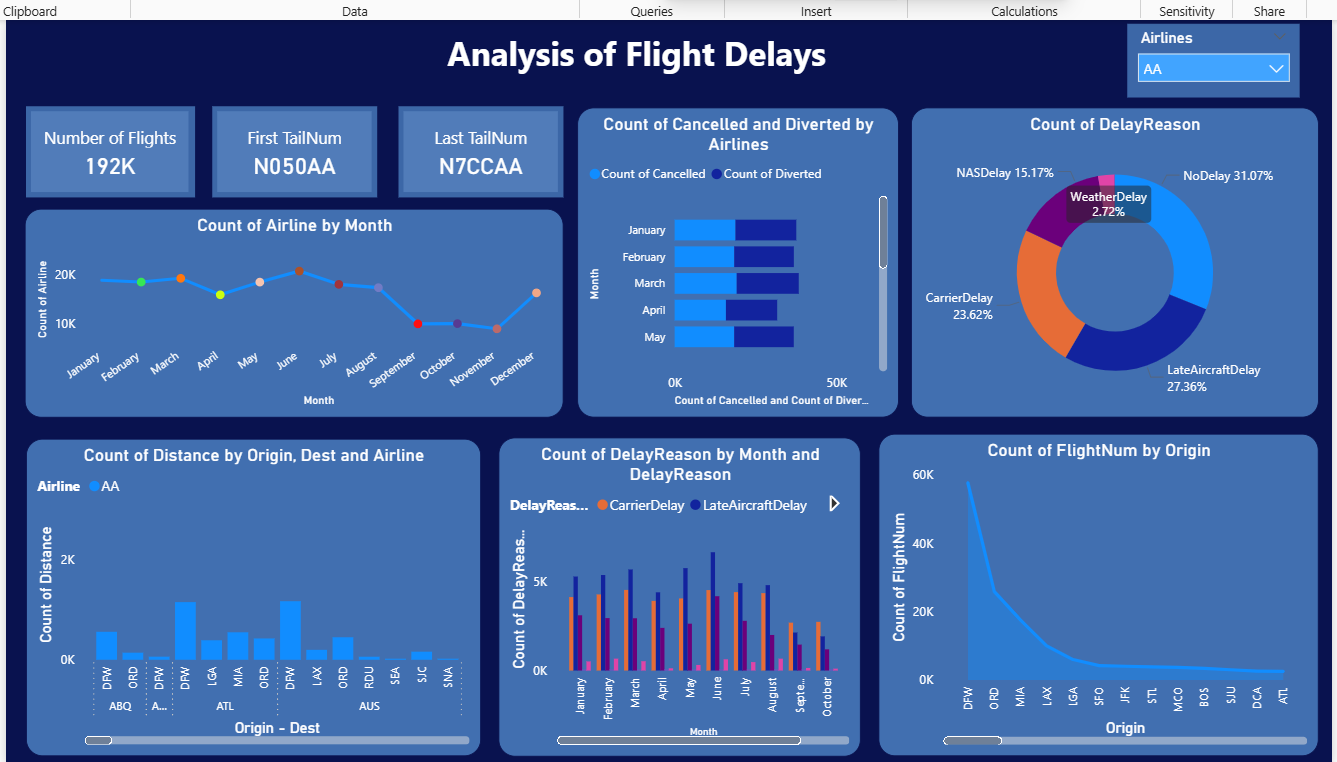 Clipboard
Data
Queries
Insert
Calculations
Sensitivity
Share
Analysis of Flight Delays
Airlines
AA
Number of Flights
192K
First TailNum
N050AA
Last TailNum
N7CCAA
Count of Airline by Month
Count of Airline
20K
10K
January
February
March
April
May
June
July
August
September
October
November
December
Month
Count of Cancelled and Diverted by
Airlines
Count of Cancelled Count of Diverted
Month
January
February
March
April
May
0K 50K
Count of Cancelled and Count of Diver...
Count of DelayReason
NASDelay 15.17%
NoDelay 31.07%
WeatherDelay
2.72%
CarrierDelay
23.62%
LateAircraftDelay
27.36%
Count of Distance by Origin, Dest and Airline
Airline AA
Count of Distance
2K
0K
DFW
ORD
DFW
DFW
LGA
MIA
ORD
DFW
LAX
ORD
RDU
SEA
SJC
SNA
ABQ A... ATL AUS
Origin - Dest
Count of DelayReason by Month and
DelayReason
DelayReas... CarrierDelay LateAircraftDelay
Count of DelayReas...
5K
0K
January
February
March
April
May
June
July
August
Septe...
October
Month
Count of FlightNum by Origin
Count of FlightNum
60K
40K
20K
0K
DFW
ORD
MIA
LAX
LGA
SFO
JFK
STL
MCO
BOS
SJU
DCA
ATL
Origin